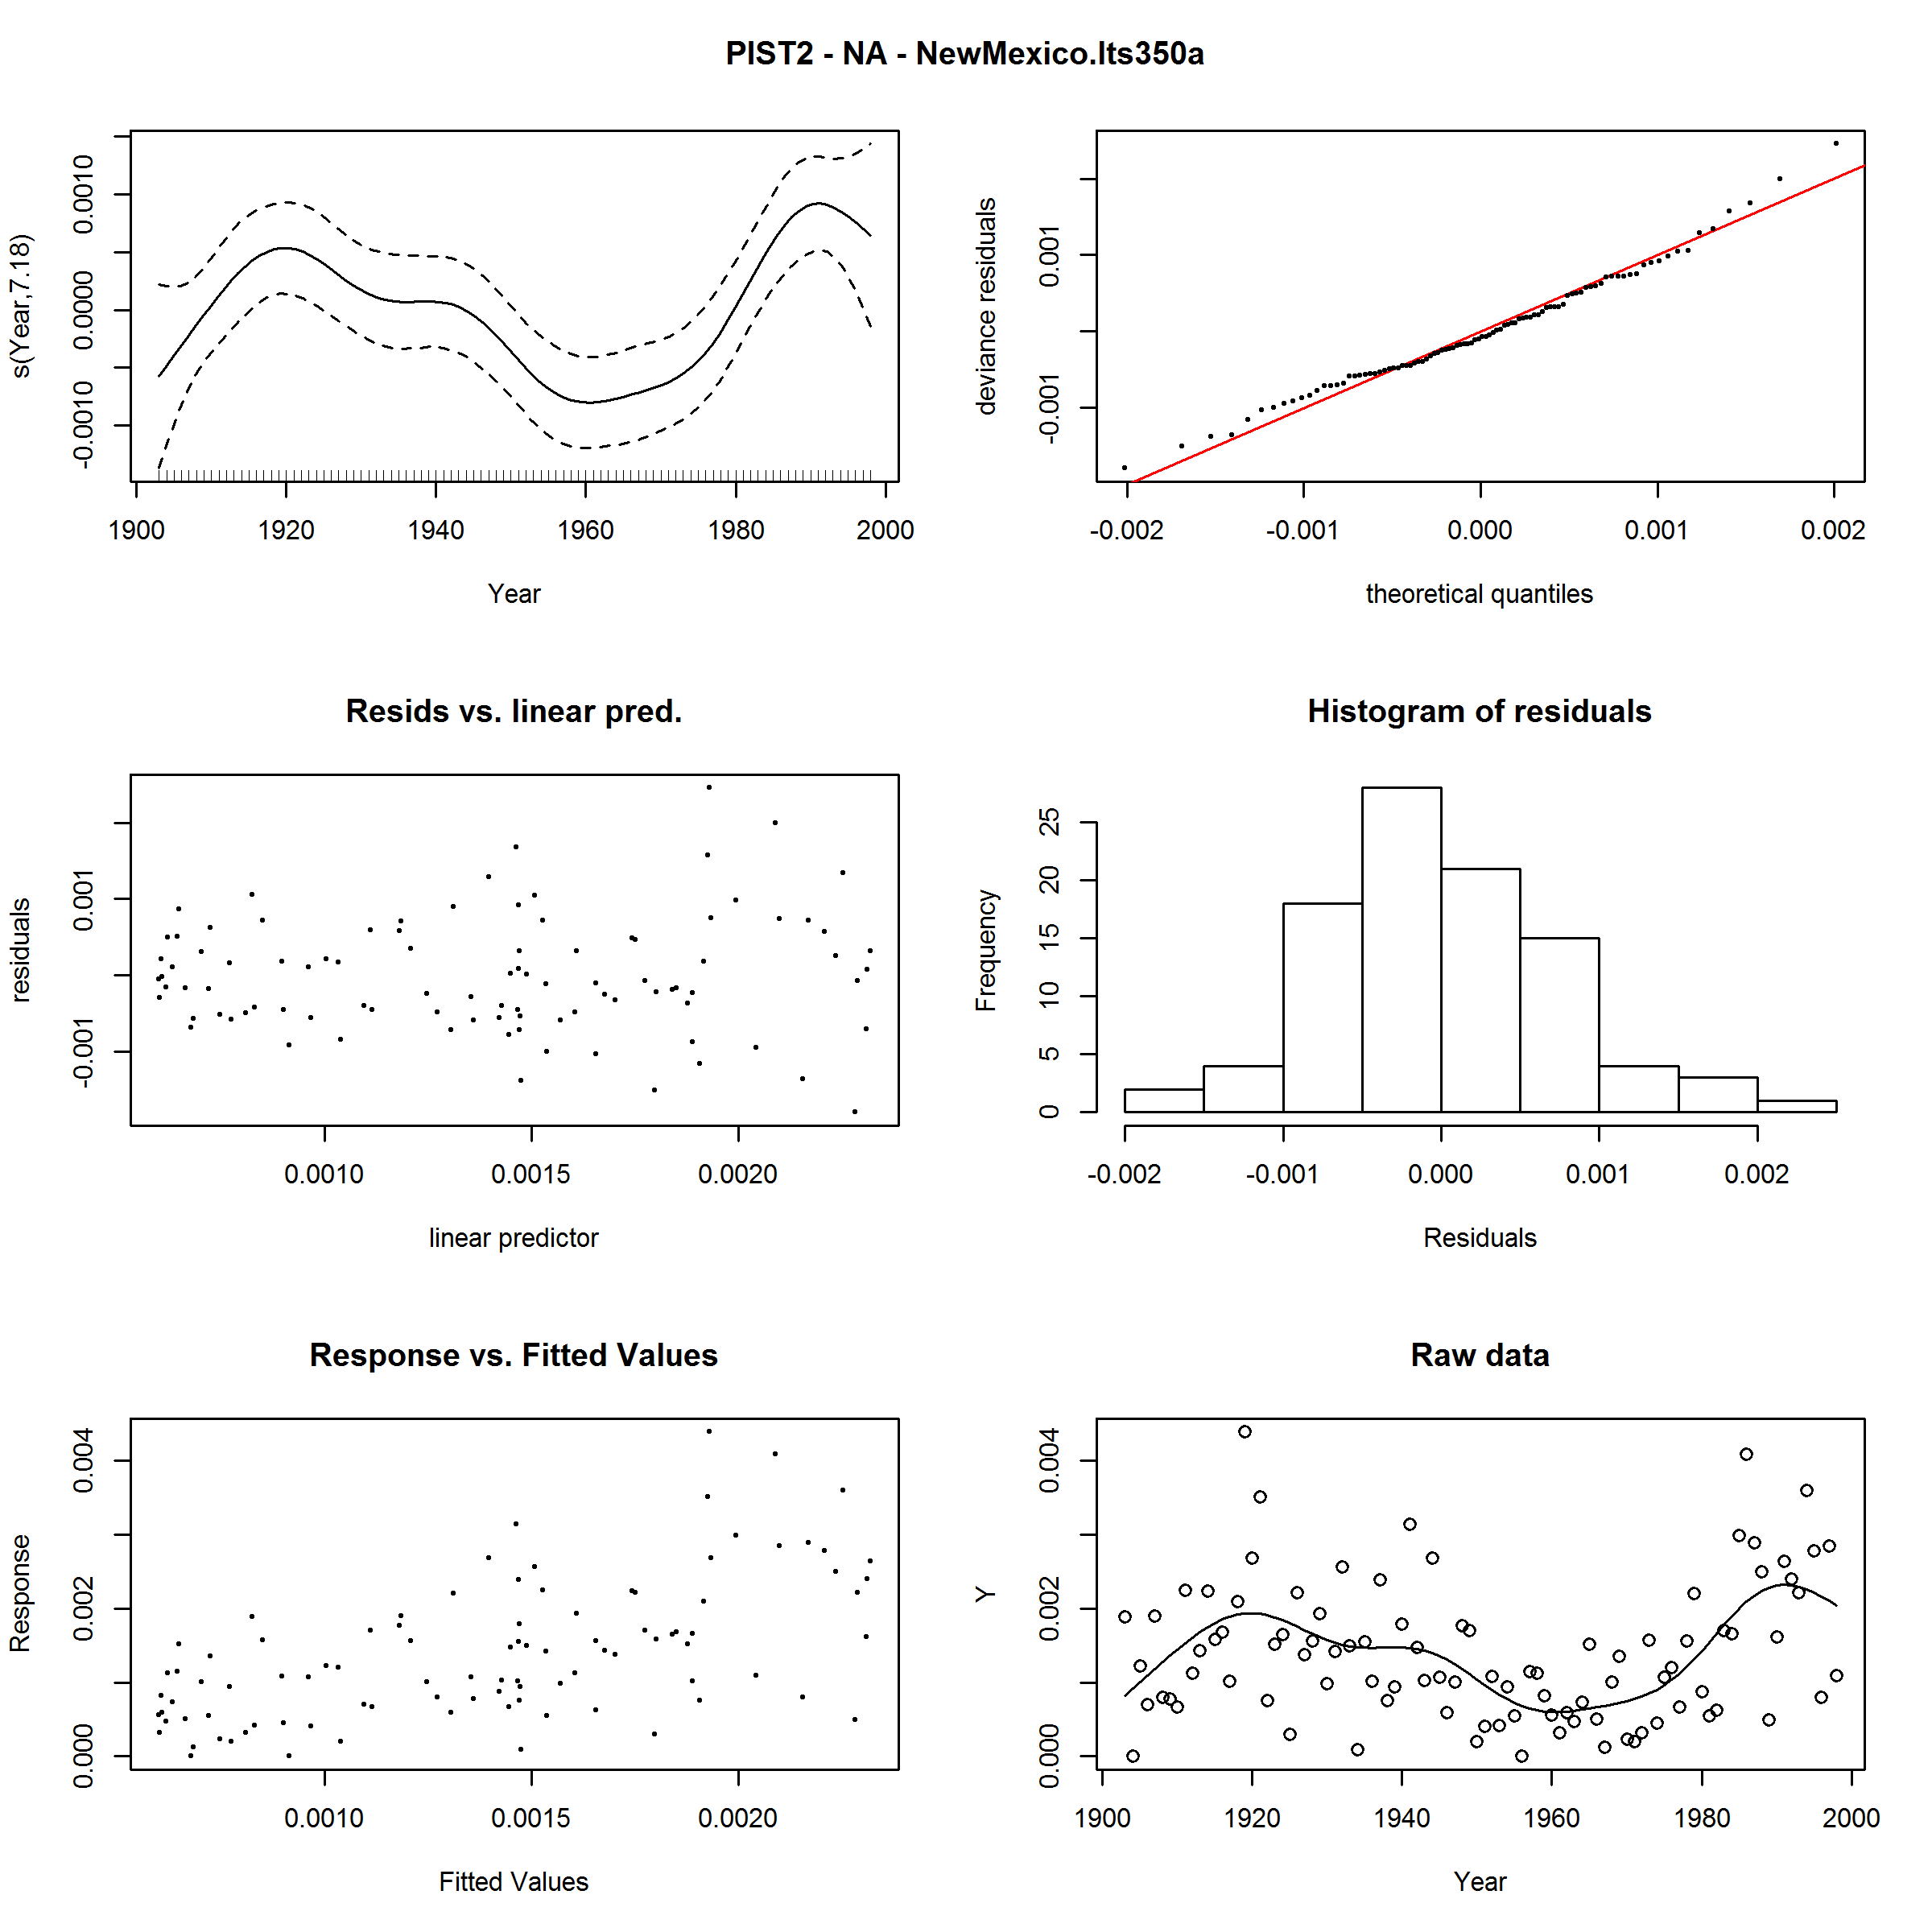 PIST2 - NA - NewMexico.lts350a
s(Year,7.18)
-0.0010 0.0000 0.0010
1900 1920 1940 1960 1980 2000
Year
deviance residuals
-0.001 0.001
-0.002 -0.001 0.000 0.001 0.002
theoretical quantiles
Resids vs. linear pred.
residuals
-0.001 0.001
0.0010 0.0015 0.0020
linear predictor
Histogram of residuals
Frequency
0 5 10 15 20 25
-0.002 -0.001 0.000 0.001 0.002
Residuals
Response vs. Fitted Values
Response
0.000 0.002 0.004
0.0010 0.0015 0.0020
Fitted Values
Raw data
Y
0.000 0.002 0.004
1900 1920 1940 1960 1980 2000
Year